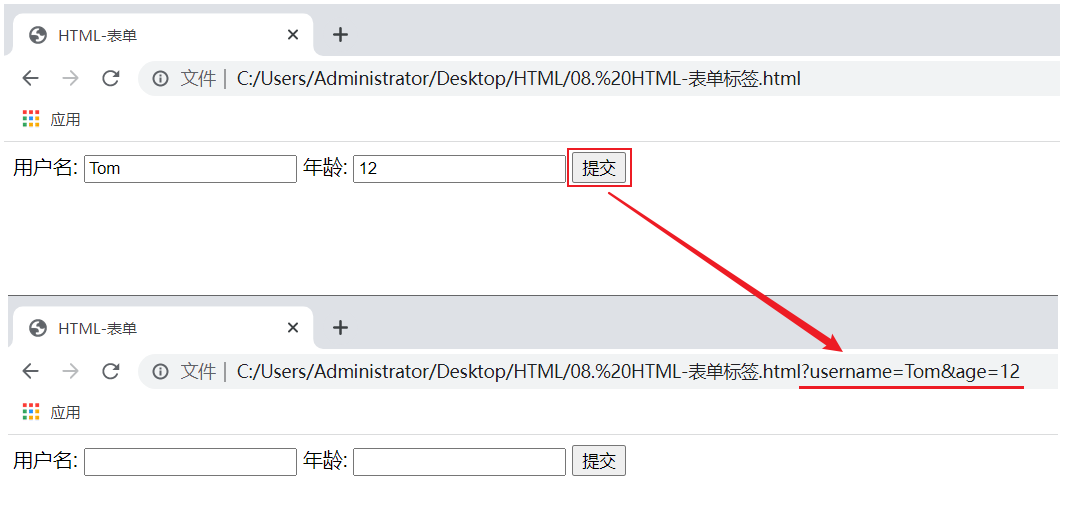 HTML-表单
文件 | C:/Users/Administrator/Desktop/HTML/08.%20HTML-表单标签.html
应用
用户名: Tom 年龄: 12 提交
HTML-表单
文件 | C:/Users/Administrator/Desktop/HTML/08.%20HTML-表单标签.html?username=Tom&age=12
应用
用户名: 年龄: 提交